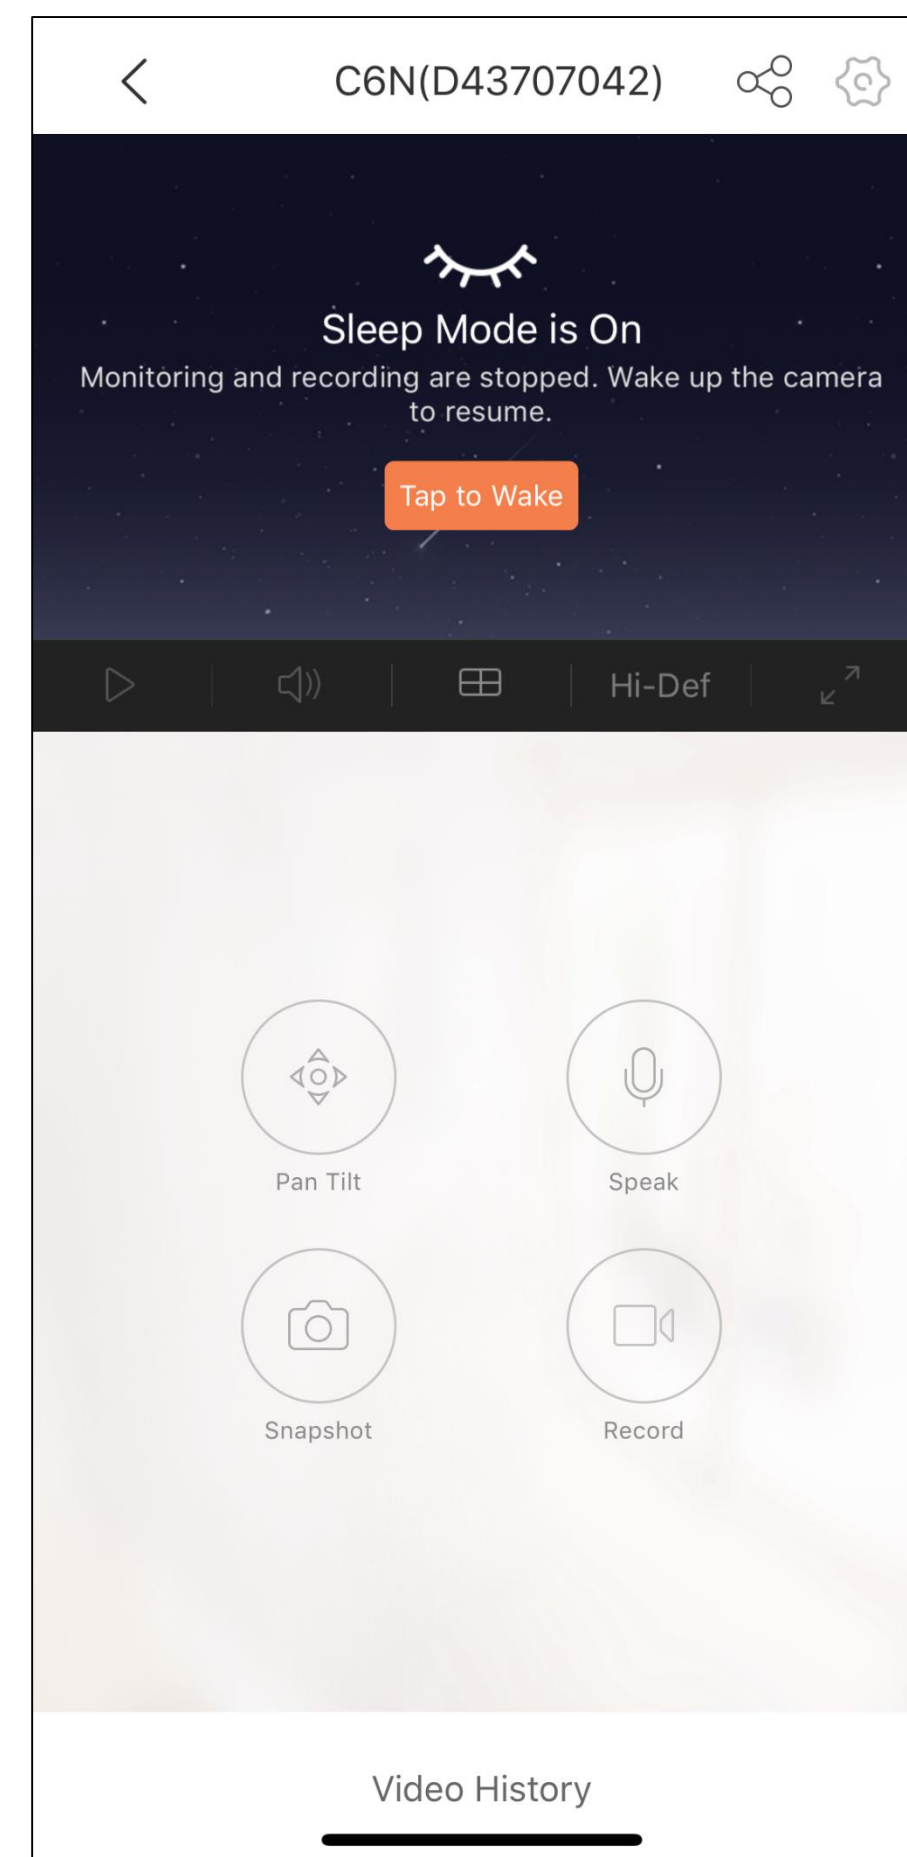 C6N(D43707042)
Sleep Mode is On
Monitoring and recording are stopped. Wake up the camera
to resume.
Tap to Wake
Hi-Def
Pan Tilt
Speak
Snapshot
Record
Video History